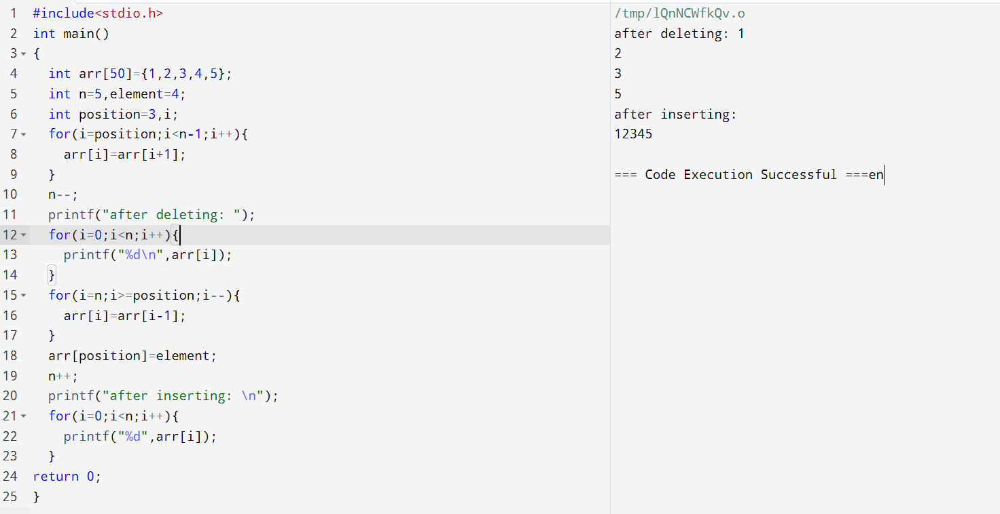 1 #include<stdio.h>
2 int main()
3 {
4 int arr[50]={1,2,3,4,5};
5 int n=5,element=4;
6 int position=3,i;
7 for(i=position;i<n-1;i++){
8 arr[i]=arr[i+1];
9 }
10 n--;
11 printf("after deleting: ");
12 for(i=0;i<n;i++){
13 printf("%d\n",arr[i]);
14 }
15 for(i=n;i>=position;i--){
16 arr[i]=arr[i-1];
17 }
18 arr[position]=element;
19 n++;
20 printf("after inserting: \n");
21 for(i=0;i<n;i++){
22 printf("%d",arr[i]);
23 }
24 return 0;
25 }
/tmp/lQnNCWfkQv.o
after deleting: 1
2
3
5
after inserting:
12345
=== Code Execution Successful ===en